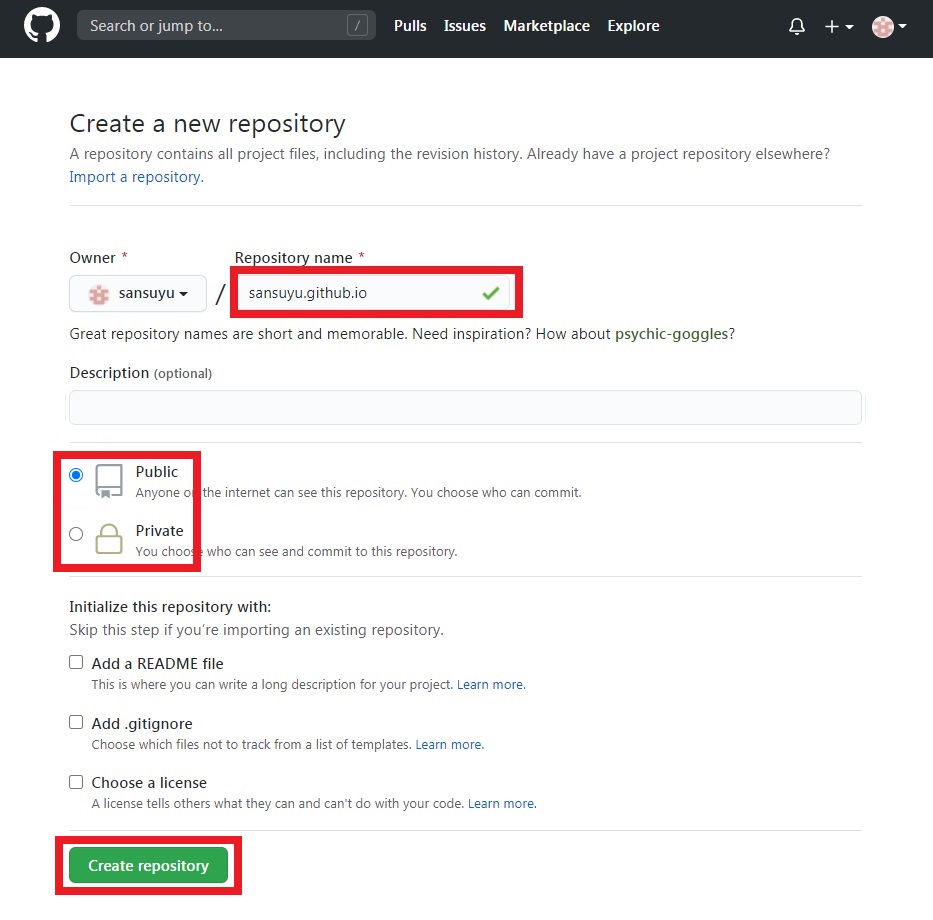 Search or jump to... / Pulls Issues Marketplace Explore
Create a new repository
A repository contains all project files, including the revision history. Already have a project repository elsewhere?
Import a repository.
Owner * Repository name *
sansuyu / sansuyu.github.io
Great repository names are short and memorable. Need inspiration? How about psychic-goggles?
Description (optional)
Public
Anyone on the internet can see this repository. You choose who can commit.
Private
You choose who can see and commit to this repository.
Initialize this repository with:
Skip this step if you're importing an existing repository.
Add a README file
This is where you can write a long description for your project. Learn more.
Add .gitignore
Choose which files not to track from a list of templates. Learn more.
Choose a license
A license tells others what they can and can't do with your code. Learn more.
Create repository